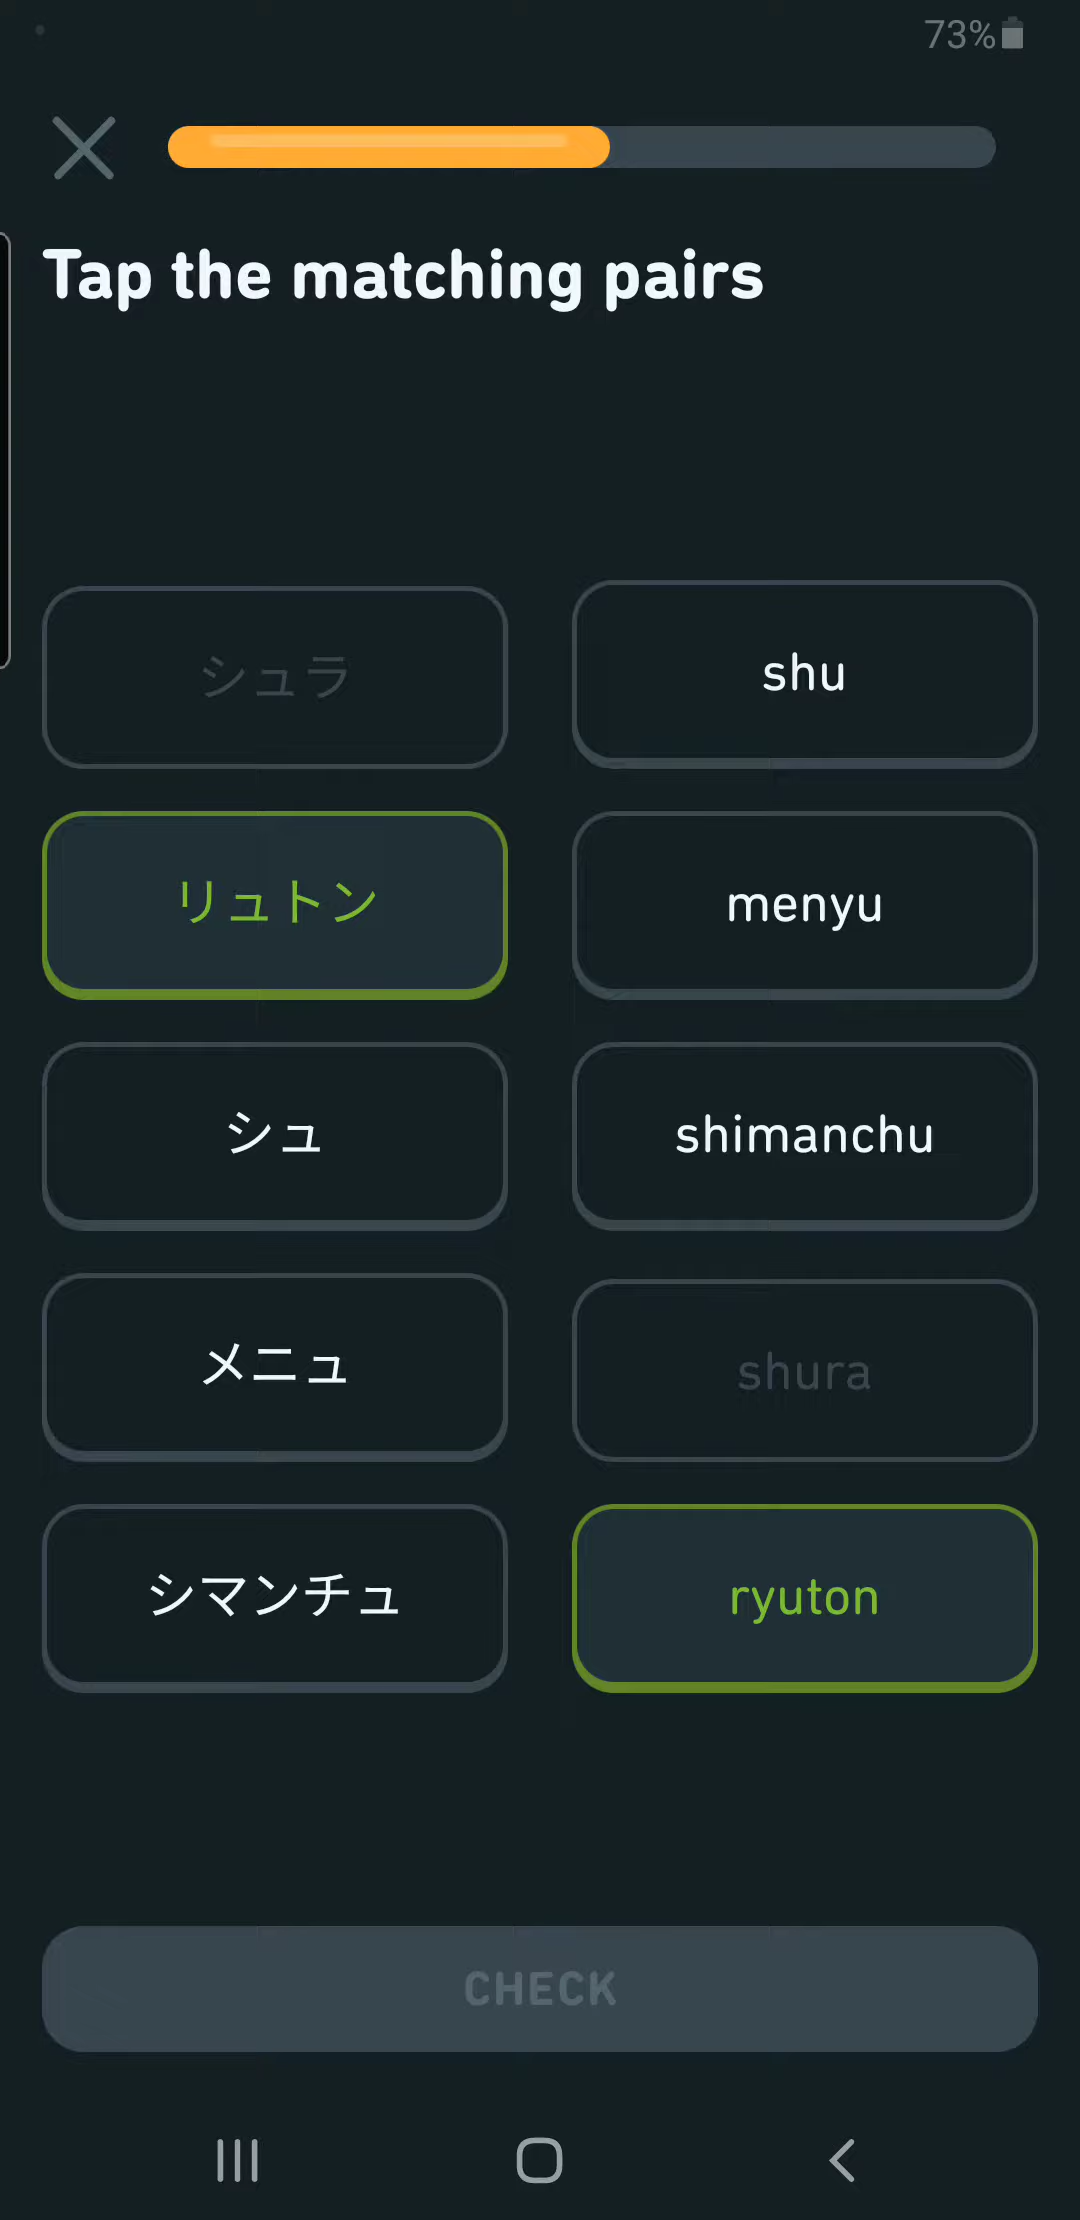 73%
Tap the matching pairs
シュラ
shu
リュトン
menyu
シュ
shimanchu
メニュ
shura
シマンチュ
ryuton
CHECK